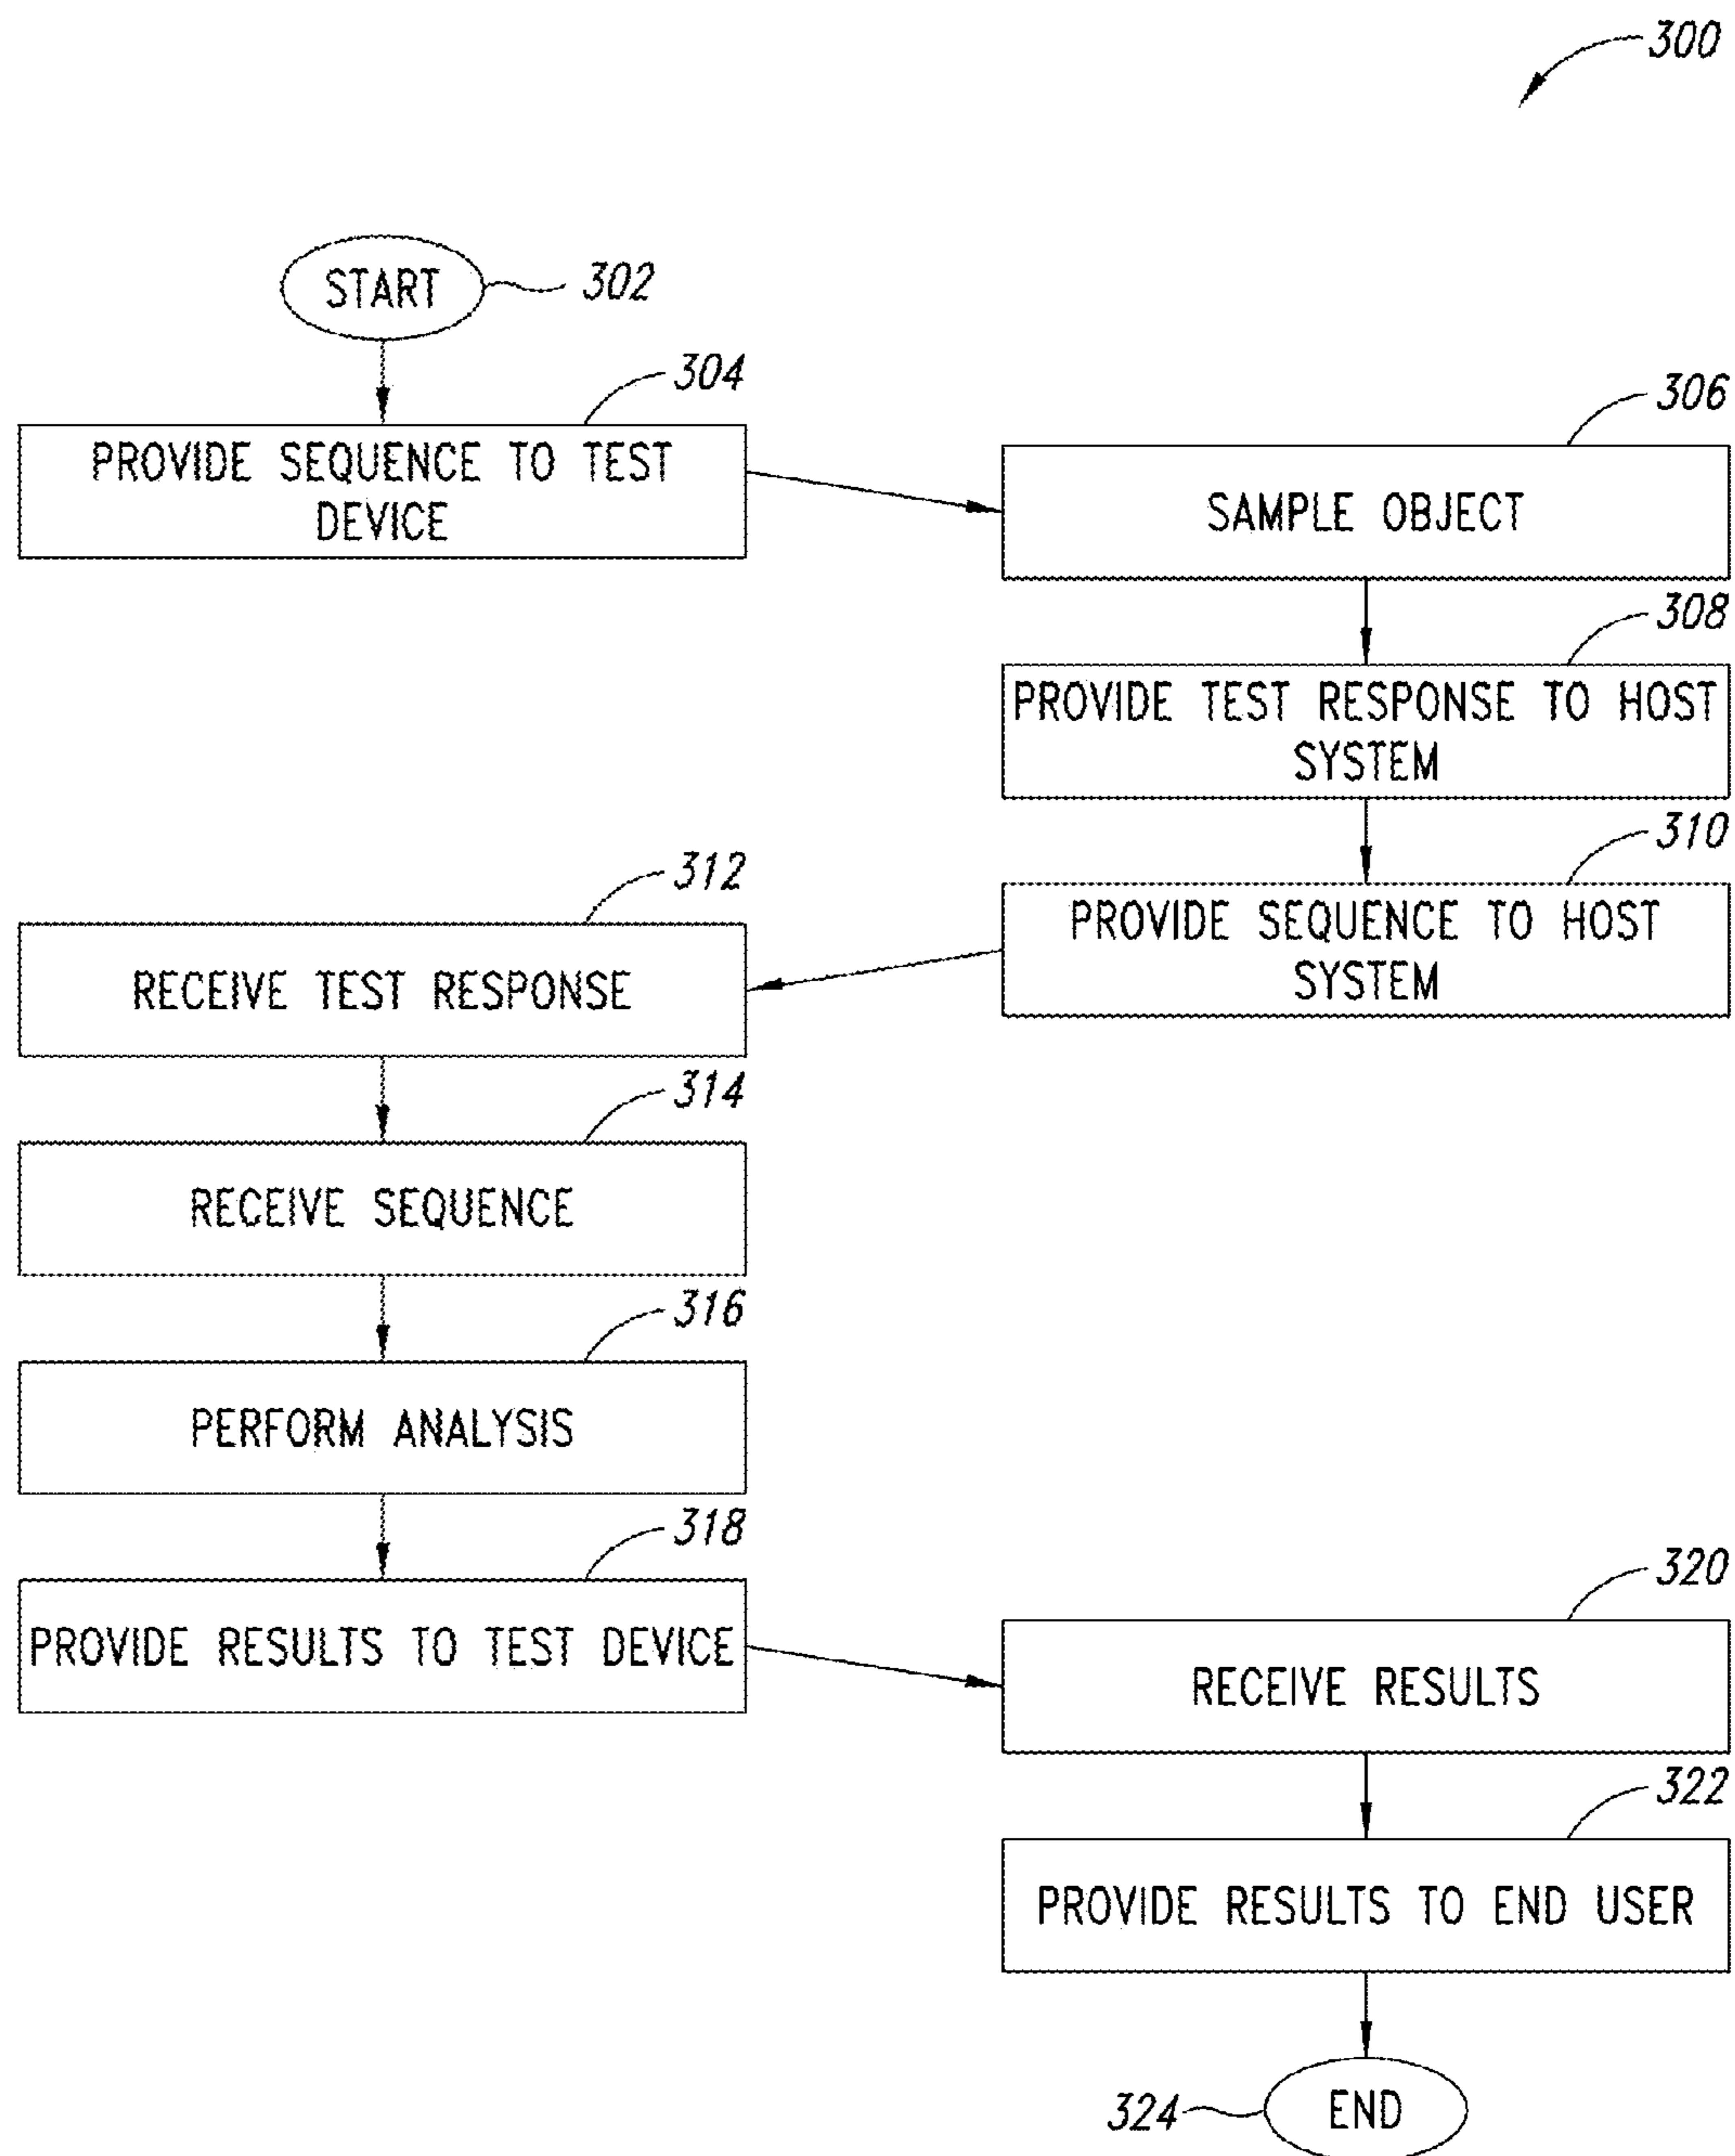 300
START
302
304
PROVIDE SEQUENCE TO TEST
DEVICE
306
SAMPLE OBJECT
308
PROVIDE TEST RESPONSE TO HOST
SYSTEM
310
PROVIDE SEQUENCE TO HOST
SYSTEM
312
RECEIVE TEST RESPONSE
314
RECEIVE SEQUENCE
316
PERFORM ANALYSIS
318
PROVIDE RESULTS TO TEST DEVICE
320
RECEIVE RESULTS
322
PROVIDE RESULTS TO END USER
324
END